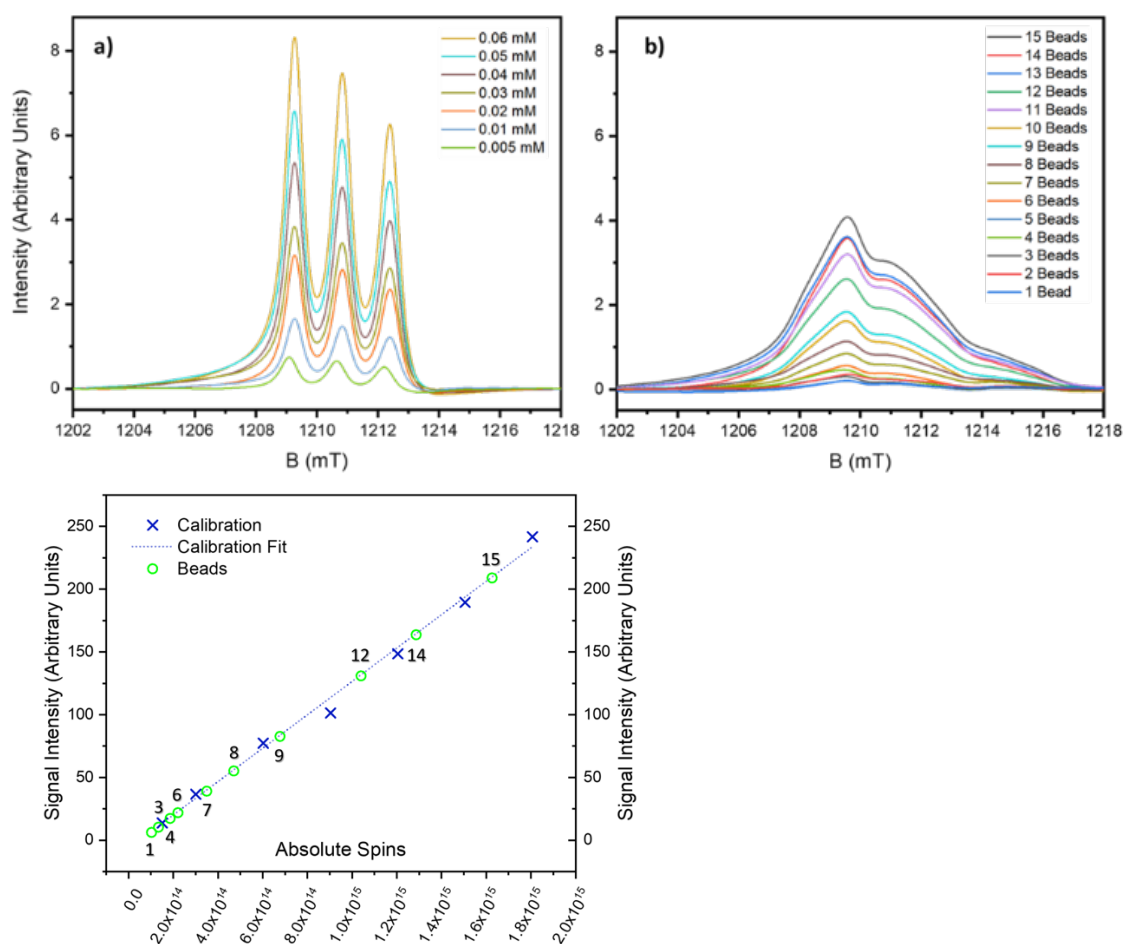 a)
0.06 mM
0.05 mM
0.04 mM
0.03 mM
0.02 mM
0.01 mM
0.005 mM
Intensity (Arbitrary Units)
8
6
4
2
0
1202 1204 1206 1208 1210 1212 1214 1216 1218
B (mT)
b)
15 Beads
14 Beads
13 Beads
12 Beads
11 Beads
10 Beads
9 Beads
8 Beads
7 Beads
6 Beads
5 Beads
4 Beads
3 Beads
2 Beads
1 Bead
8
6
4
2
0
1202 1204 1206 1208 1210 1212 1214 1216 1218
B (mT)
Calibration
Calibration Fit
Beads
Signal Intensity (Arbitrary Units)
250
200
150
100
50
0
15
12
14
8
9
3 6
7
4
1
Absolute Spins
250
200
150
100
50
0
Signal Intensity (Arbitrary Units)
0.0
2.0x10¹⁴
4.0x10¹⁴
6.0x10¹⁴
8.0x10¹⁴
1.0x10¹⁵
1.2x10¹⁵
1.4x10¹⁵
1.6x10¹⁵
1.8x10¹⁵
2.0x10¹⁵